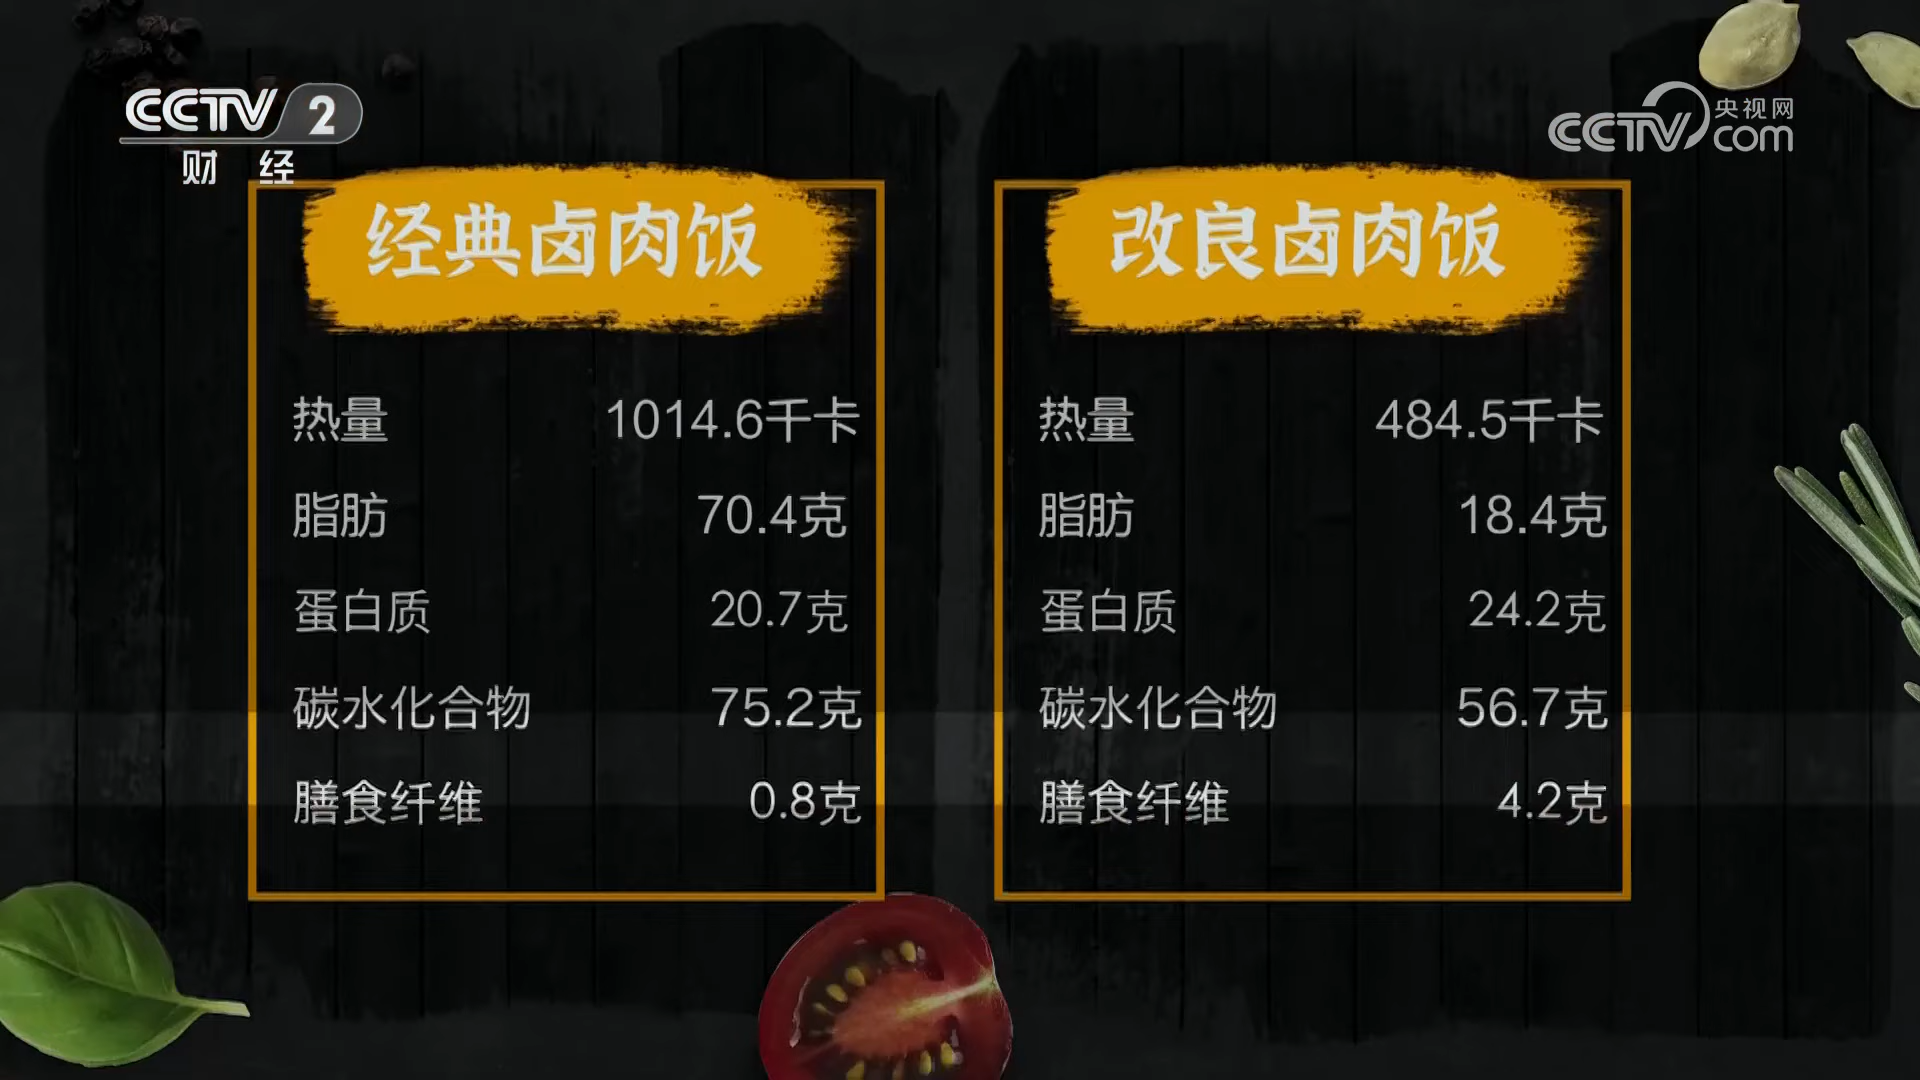 CCTV 2
财 经
央视网
CCTV com
经典卤肉饭
热量 1014.6千卡
脂肪 70.4克
蛋白质 20.7克
碳水化合物 75.2克
膳食纤维 0.8克
改良卤肉饭
热量 484.5千卡
脂肪 18.4克
蛋白质 24.2克
碳水化合物 56.7克
膳食纤维 4.2克